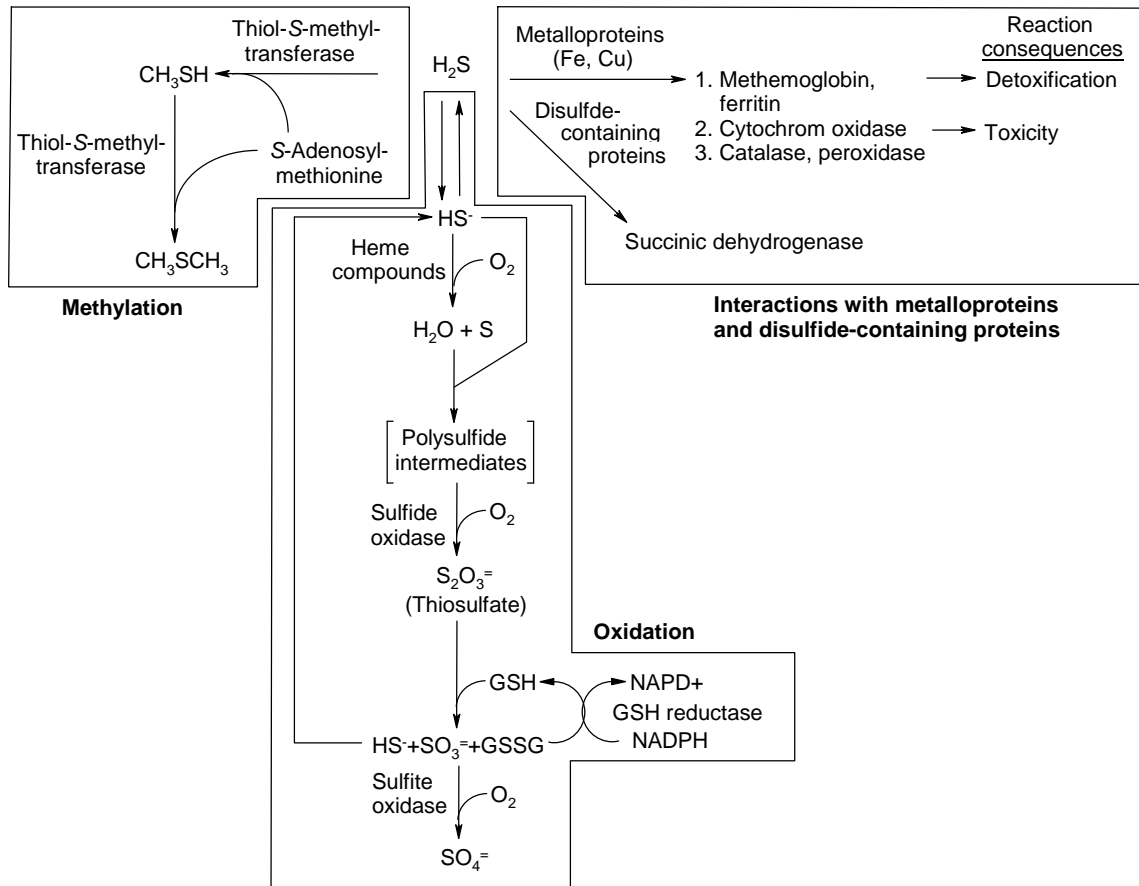 Thiol-S-methyl-
transferase
CH₃SH
Thiol-S-methyl-
transferase
S-Adenosyl-
methionine
CH₃SCH₃
Methylation
H₂S
Metalloproteins
(Fe, Cu)
Disulfde-
containing
proteins
1. Methemoglobin,
ferritin
2. Cytochrom oxidase
3. Catalase, peroxidase
Reaction
consequences
Detoxification
Toxicity
Succinic dehydrogenase
Interactions with metalloproteins
and disulfide-containing proteins
HS⁻
Heme
compounds
O₂
H₂O + S
[Polysulfide
intermediates]
Sulfide
oxidase
O₂
S₂O₃⁼
(Thiosulfate)
Oxidation
GSH
NAPD+
GSH reductase
NADPH
HS⁻+SO₃⁼+GSSG
Sulfite
oxidase
O₂
SO₄⁼